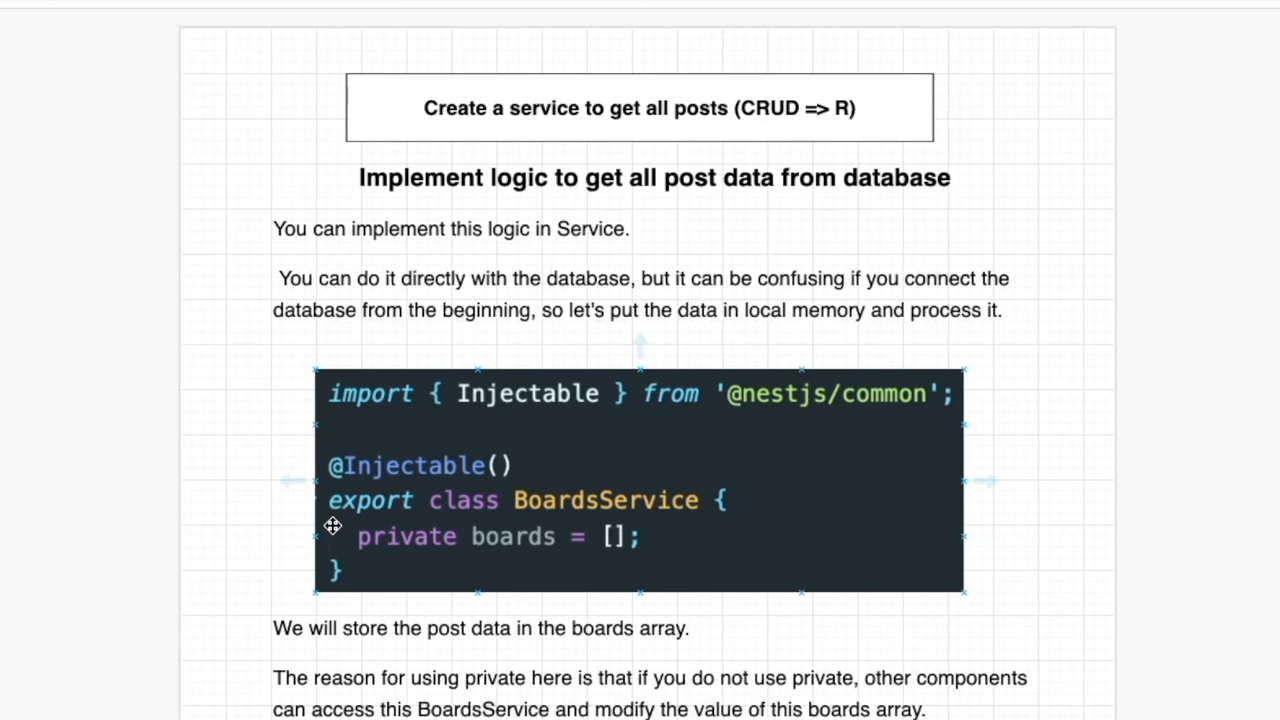 Create a service to get all posts (CRUD => R)
Implement logic to get all post data from database
You can implement this logic in Service.
You can do it directly with the database, but it can be confusing if you connect the
database from the beginning, so let's put the data in local memory and process it.
import { Injectable } from '@nestjs/common';
@Injectable()
export class BoardsService {
  private boards = [];
}
We will store the post data in the boards array.
The reason for using private here is that if you do not use private, other components
can access this BoardsService and modify the value of this boards array.